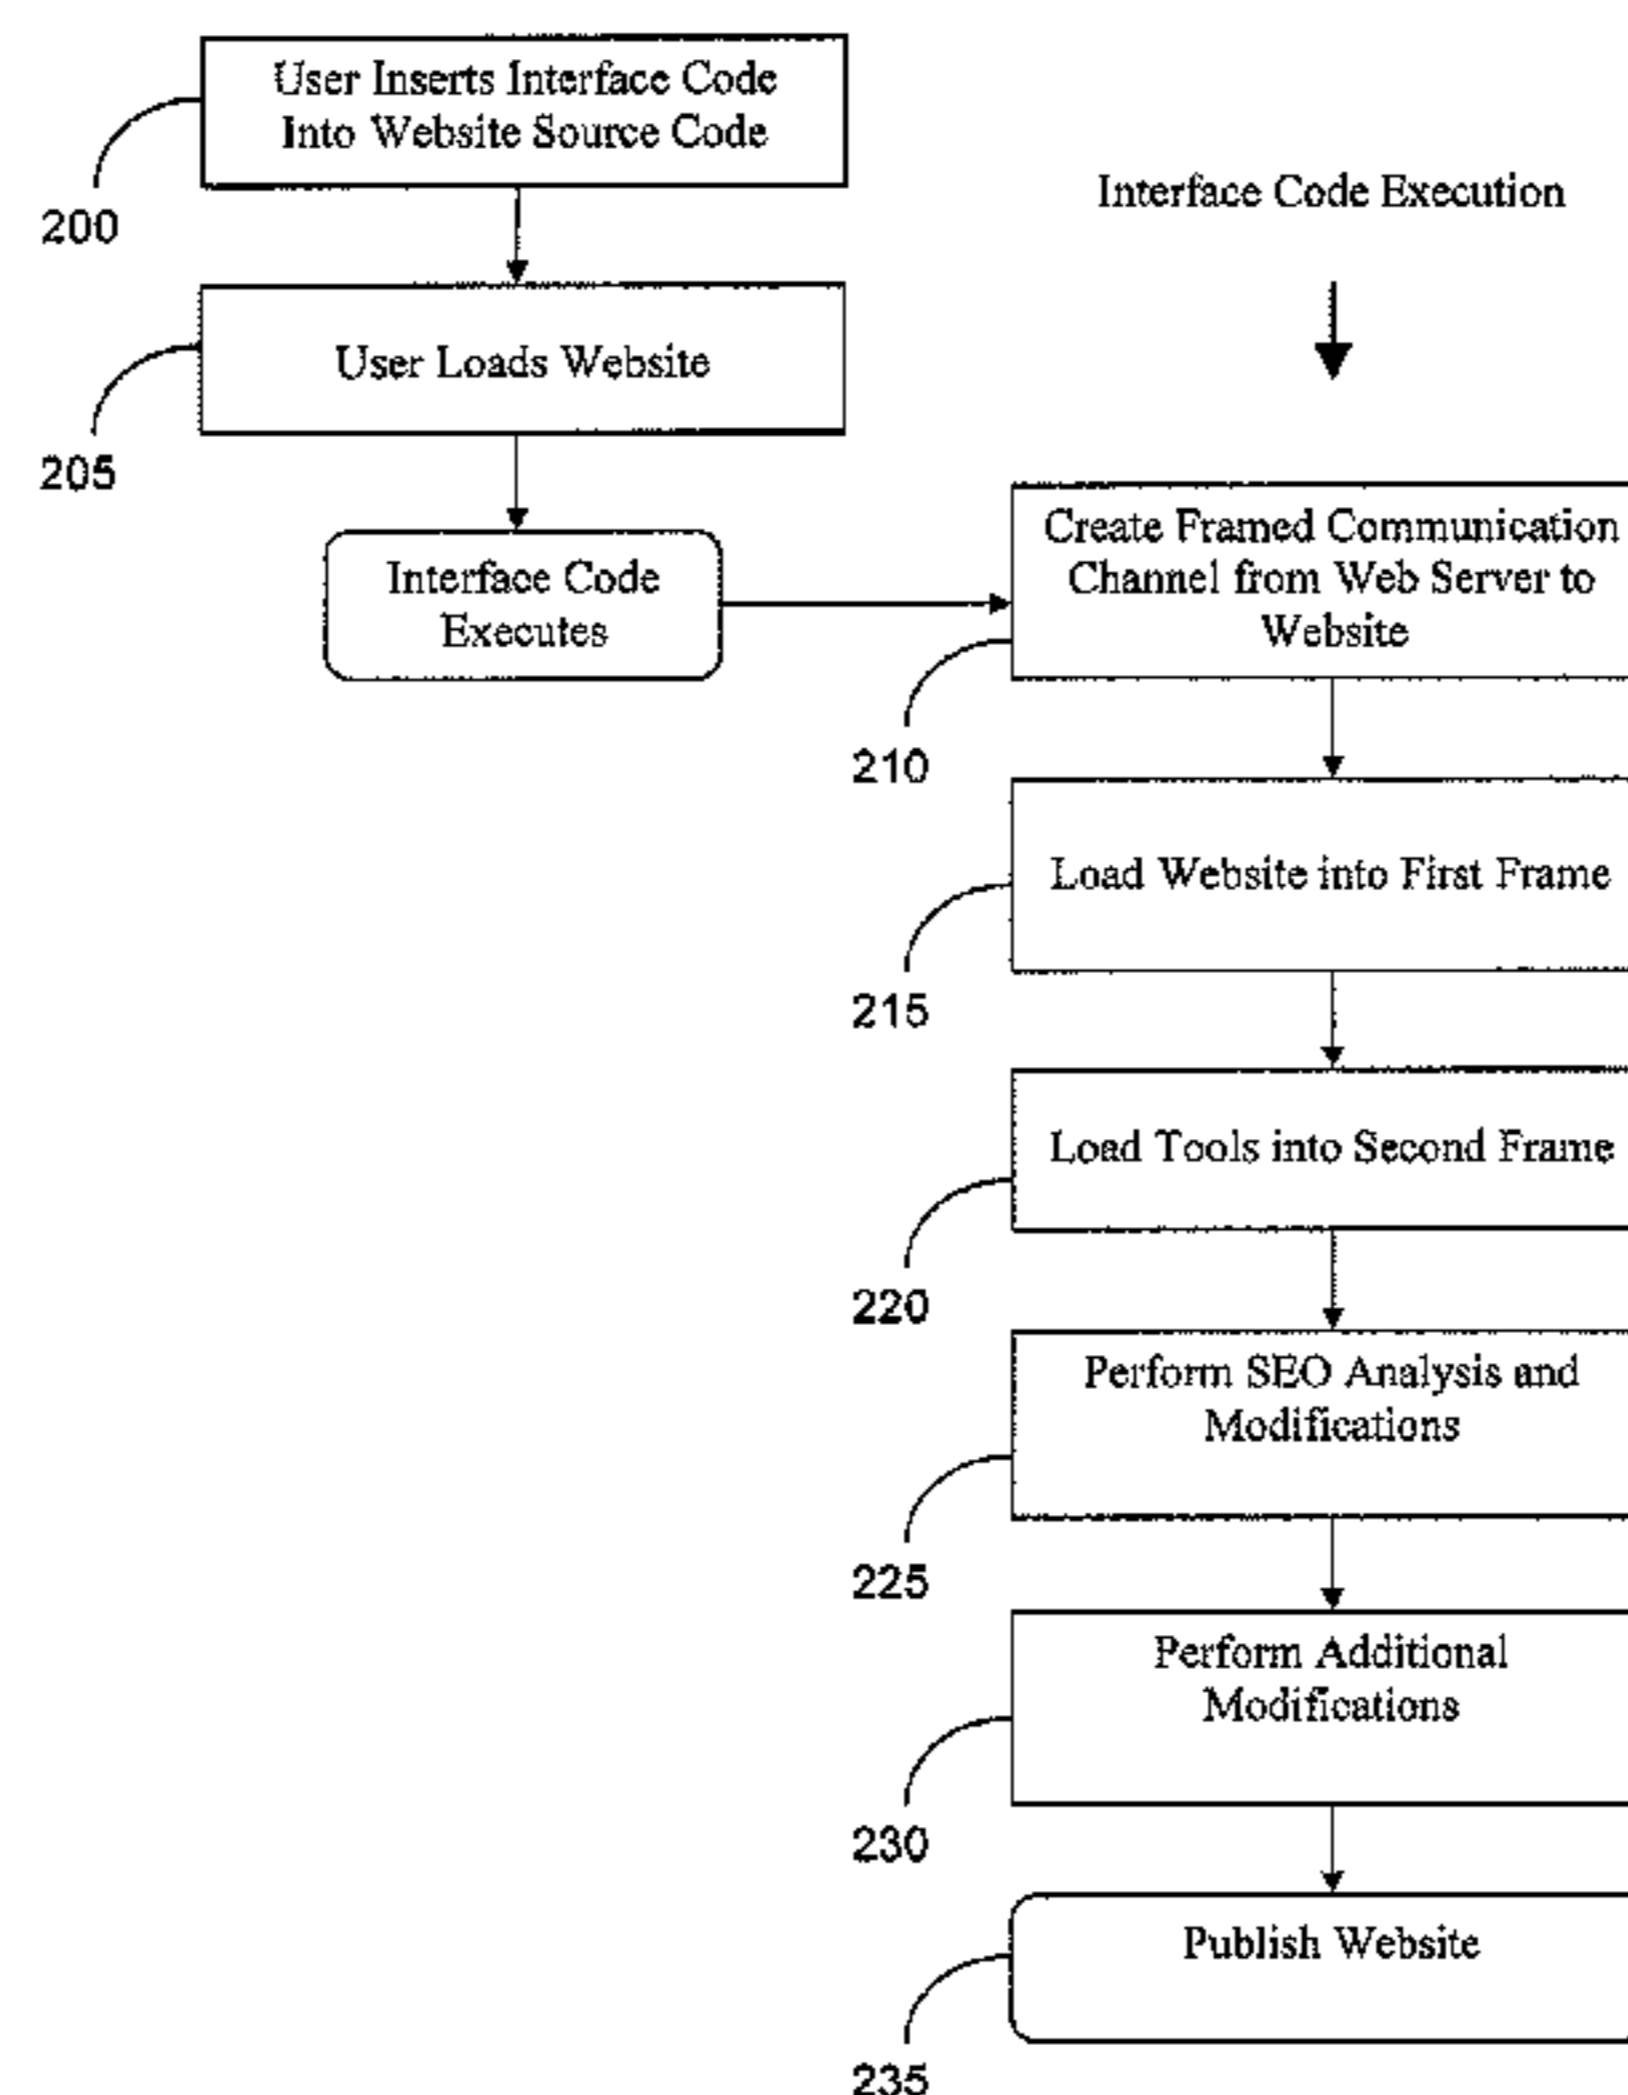 User Inserts Interface Code
Into Website Source Code
200
User Loads Website
205
Interface Code
Executes
Interface Code Execution
Create Framed Communication
Channel from Web Server to
Website
210
Load Website into First Frame
215
Load Tools into Second Frame
220
Perform SEO Analysis and
Modifications
225
Perform Additional
Modifications
230
Publish Website
235